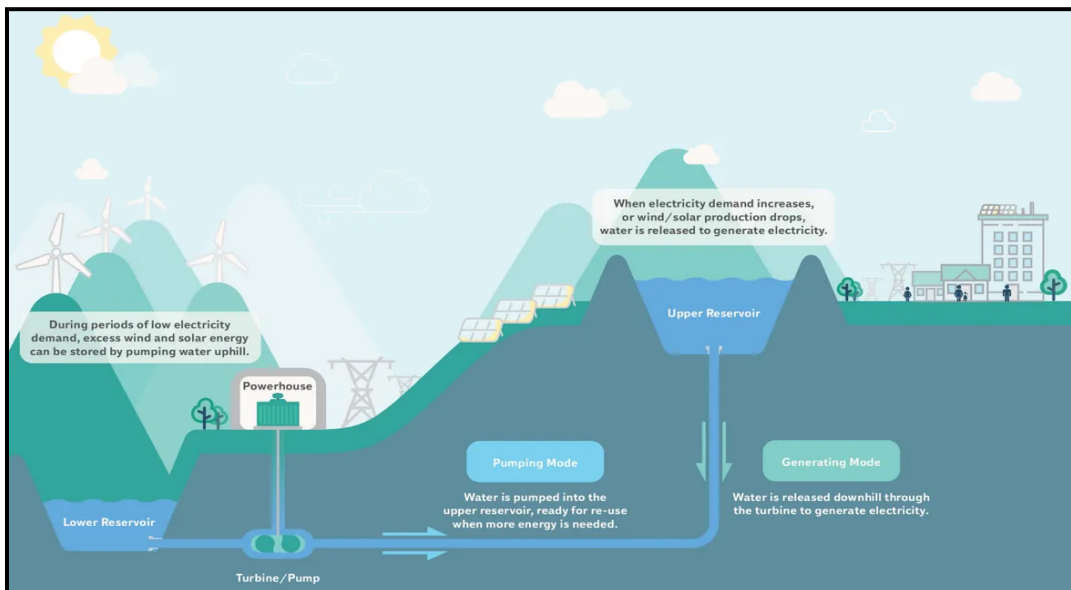 When electricity demand increases,
or wind/solar production drops,
water is released to generate electricity.
During periods of low electricity
demand, excess wind and solar energy
can be stored by pumping water uphill.
Upper Reservoir
Powerhouse
Pumping Mode
Water is pumped into the
upper reservoir, ready for re-use
when more energy is needed.
Generating Mode
Water is released downhill through
the turbine to generate electricity.
Lower Reservoir
Turbine/Pump